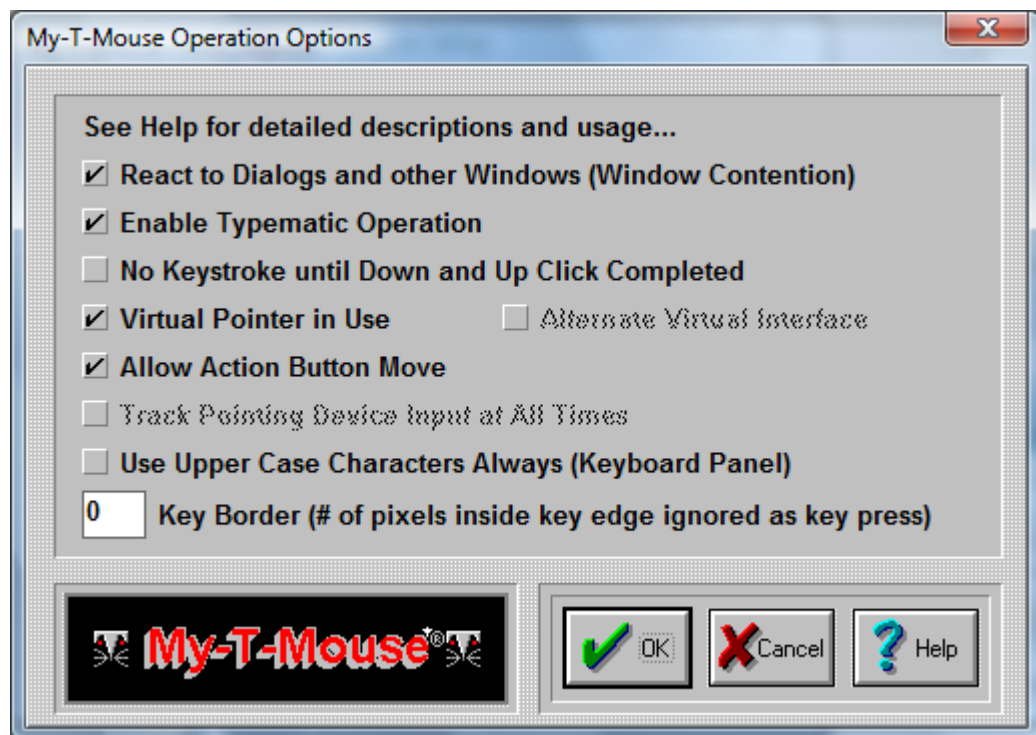 My-T-Mouse Operation Options
X
See Help for detailed descriptions and usage...
React to Dialogs and other Windows (Window Contention)
Enable Typematic Operation
No Keystroke until Down and Up Click Completed
Virtual Pointer in Use Alternate Virtual Interface
Allow Action Button Move
Track Pointing Device Input at All Times
Use Upper Case Characters Always (Keyboard Panel)
0 Key Border (# of pixels inside key edge ignored as key press)
My-T-Mouse® OK Cancel Help